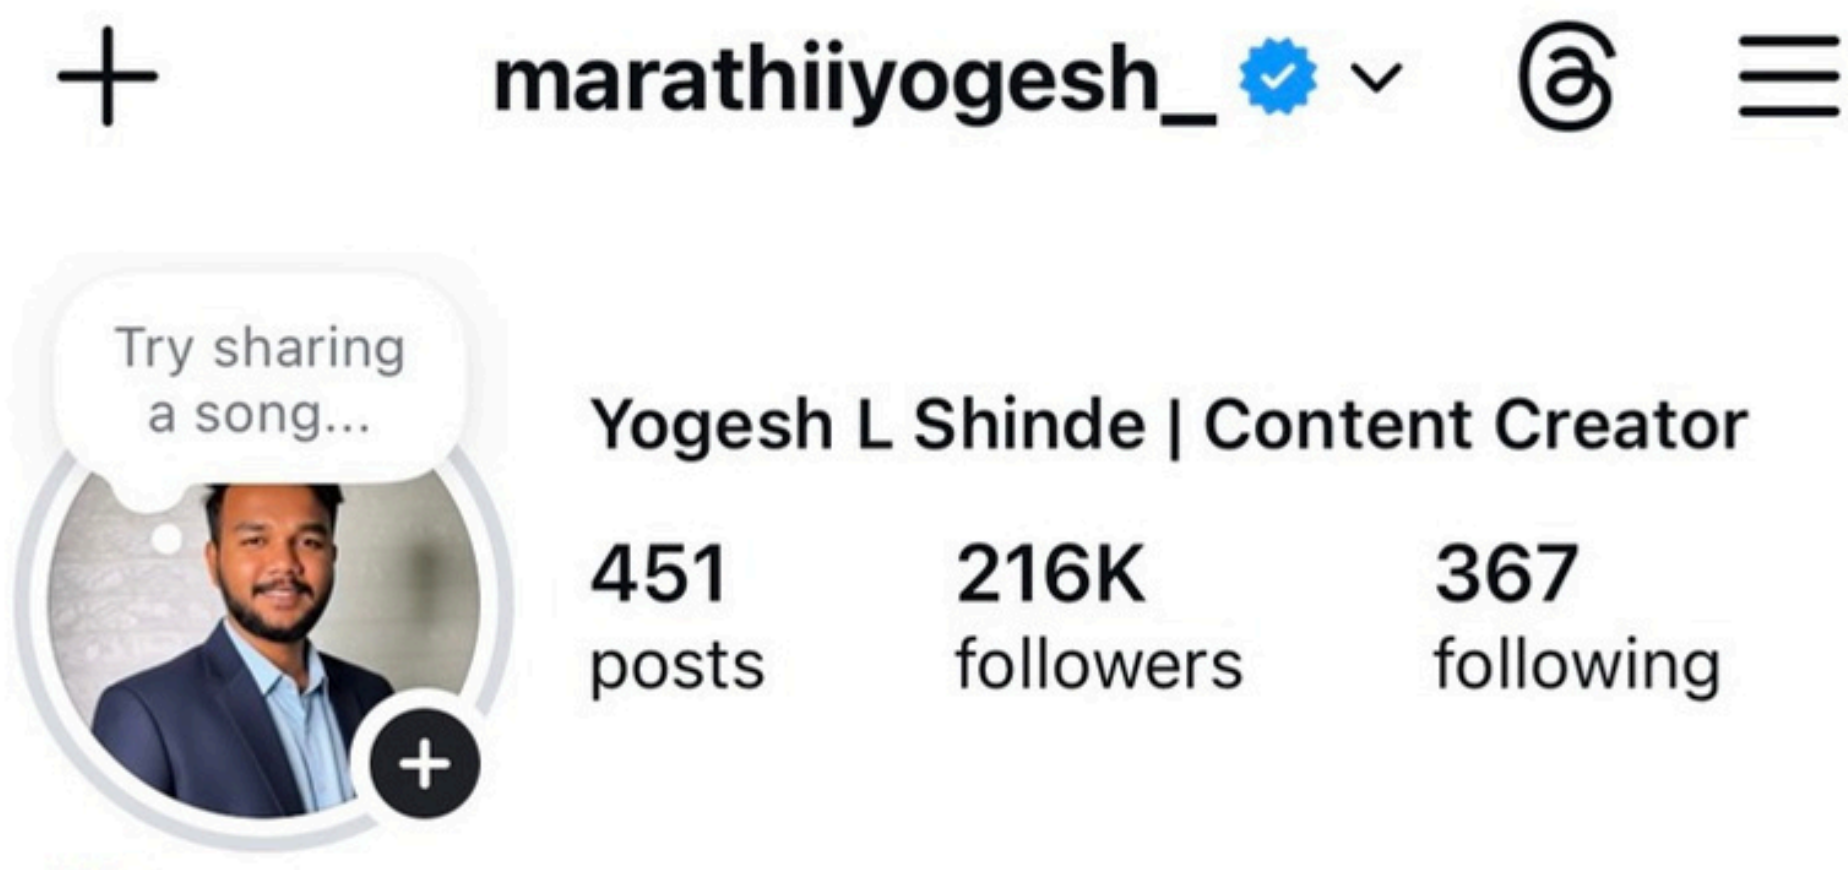 marathiiyogesh_
Try sharing
a song...
Yogesh L Shinde | Content Creator
451 216K 367
posts followers following